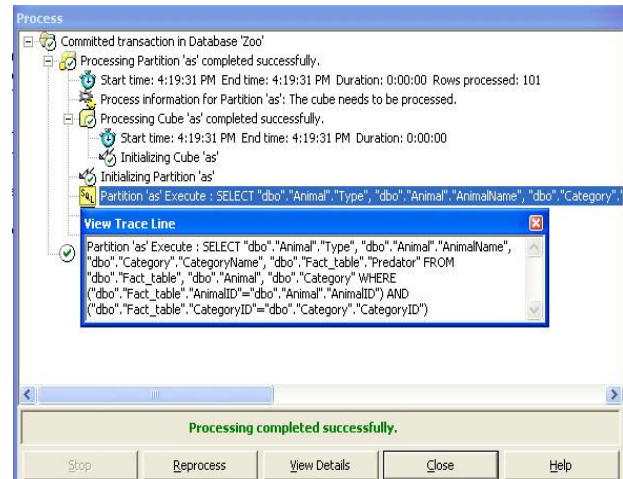 Process
Committed transaction in Database 'Zoo'
Processing Partition 'as' completed successfully.
Start time: 4:19:31 PM End time: 4:19:31 PM Duration: 0:00:00 Rows processed: 101
Process information for Partition 'as': The cube needs to be processed.
Processing Cube 'as' completed successfully.
Start time: 4:19:31 PM End time: 4:19:31 PM Duration: 0:00:00
Initializing Cube 'as'
Initializing Partition 'as'
SQL Partition 'as' Execute : SELECT "dbo"."Animal"."Type", "dbo"."Animal"."AnimalName", "dbo"."Category".
View Trace Line
Partition 'as' Execute : SELECT "dbo"."Animal"."Type", "dbo"."Animal"."AnimalName",
"dbo"."Category"."CategoryName", "dbo"."Fact_table"."Predator" FROM
"dbo"."Fact_table", "dbo"."Animal", "dbo"."Category" WHERE
("dbo"."Fact_table"."AnimalID"="dbo"."Animal"."AnimalID") AND
("dbo"."Fact_table"."CategoryID"="dbo"."Category"."CategoryID")
Processing completed successfully.
Stop Reprocess View Details Close Help